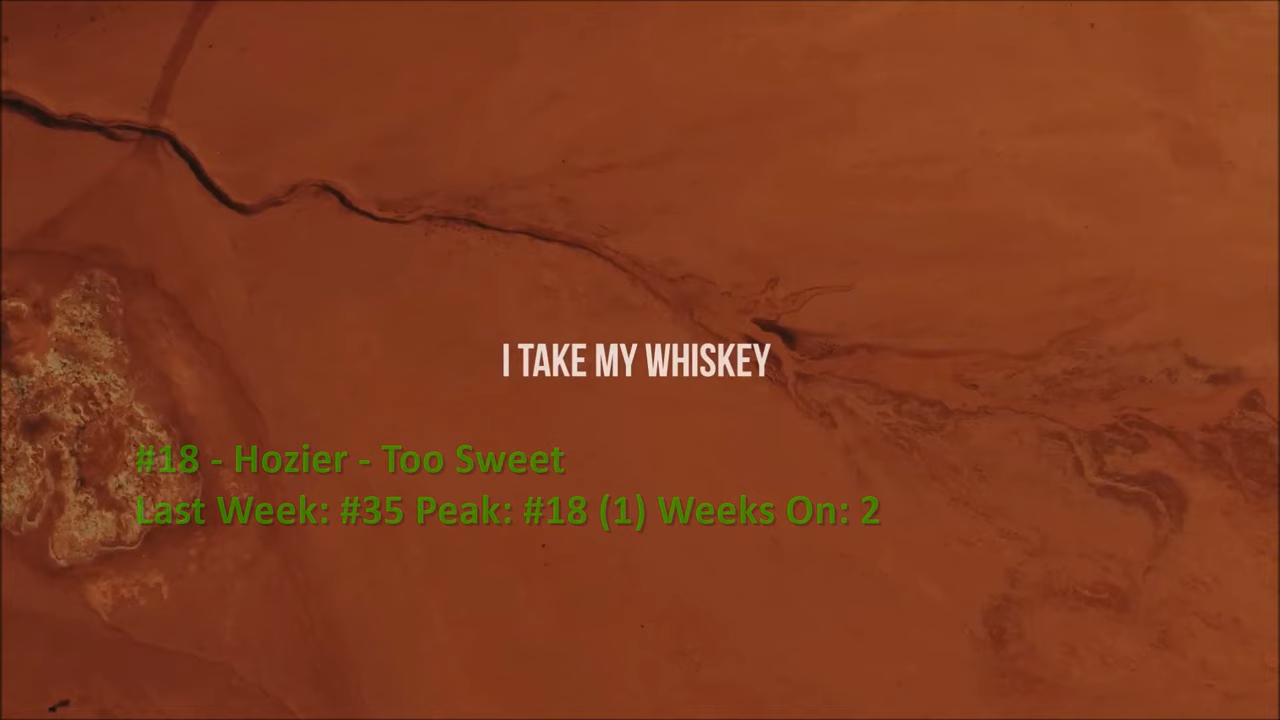 I TAKE MY WHISKEY
#18 - Hozier - Too Sweet
Last Week: #35 Peak: #18 (1) Weeks On: 2